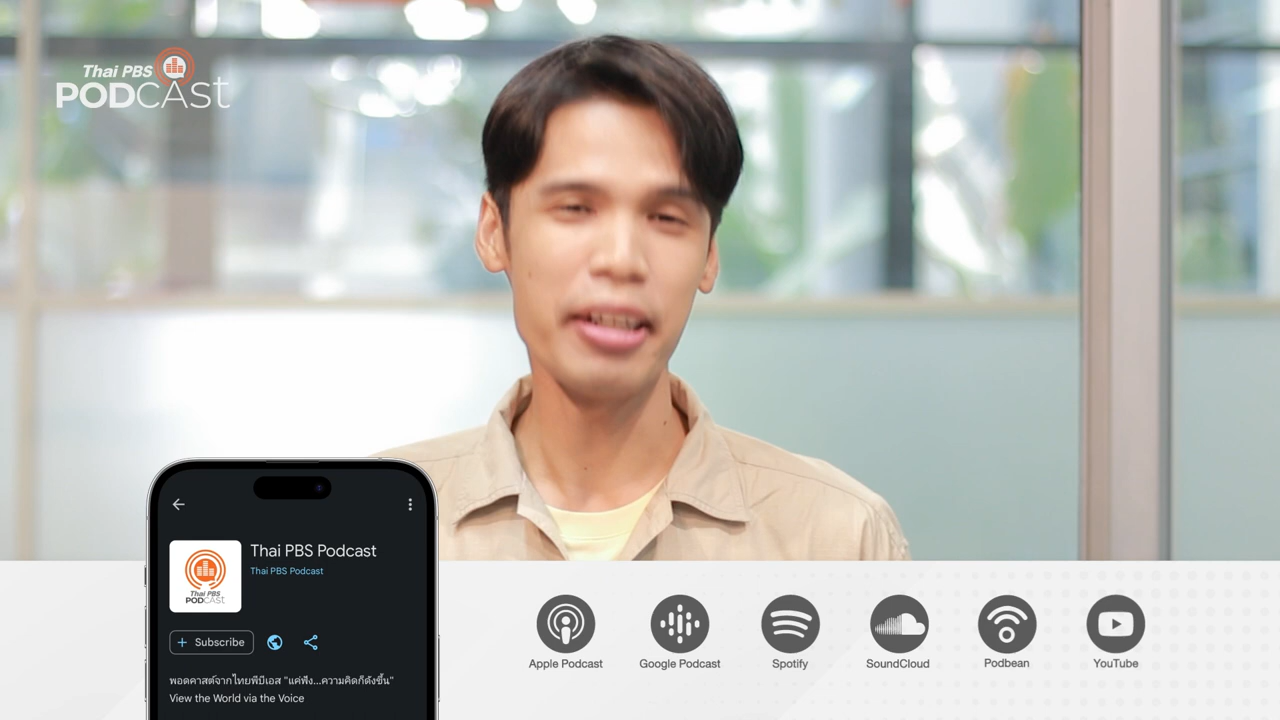 Thai PBS
PODCAST
Thai PBS Podcast
Thai PBS Podcast
Thai PBS
PODCAST
+ Subscribe
พอดคาสต์จากไทยพีบีเอส "แค่ฟัง...ความคิดก็ดังขึ้น"
View the World via the Voice
Apple Podcast
Google Podcast
Spotify
SoundCloud
Podbean
YouTube